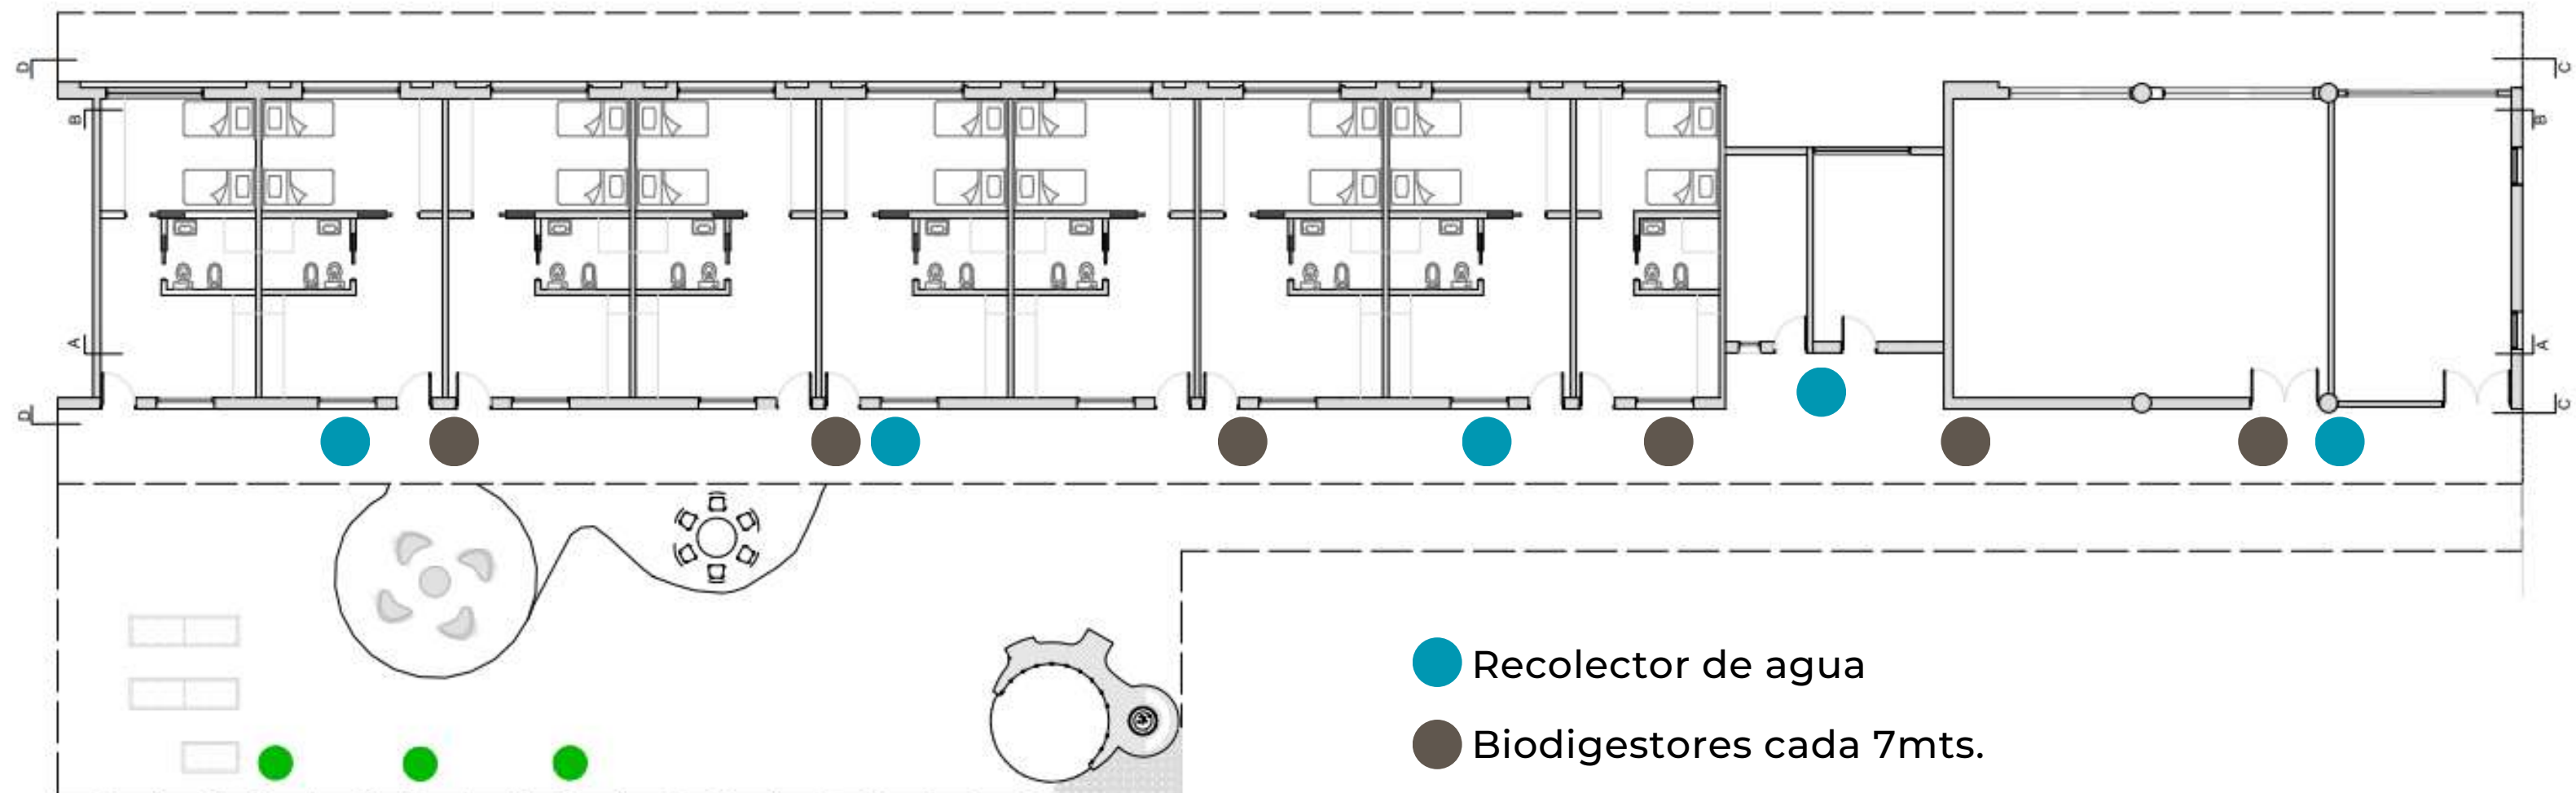 D
C
B
B
A
A
D
C
Recolector de agua
Biodigestores cada 7mts.